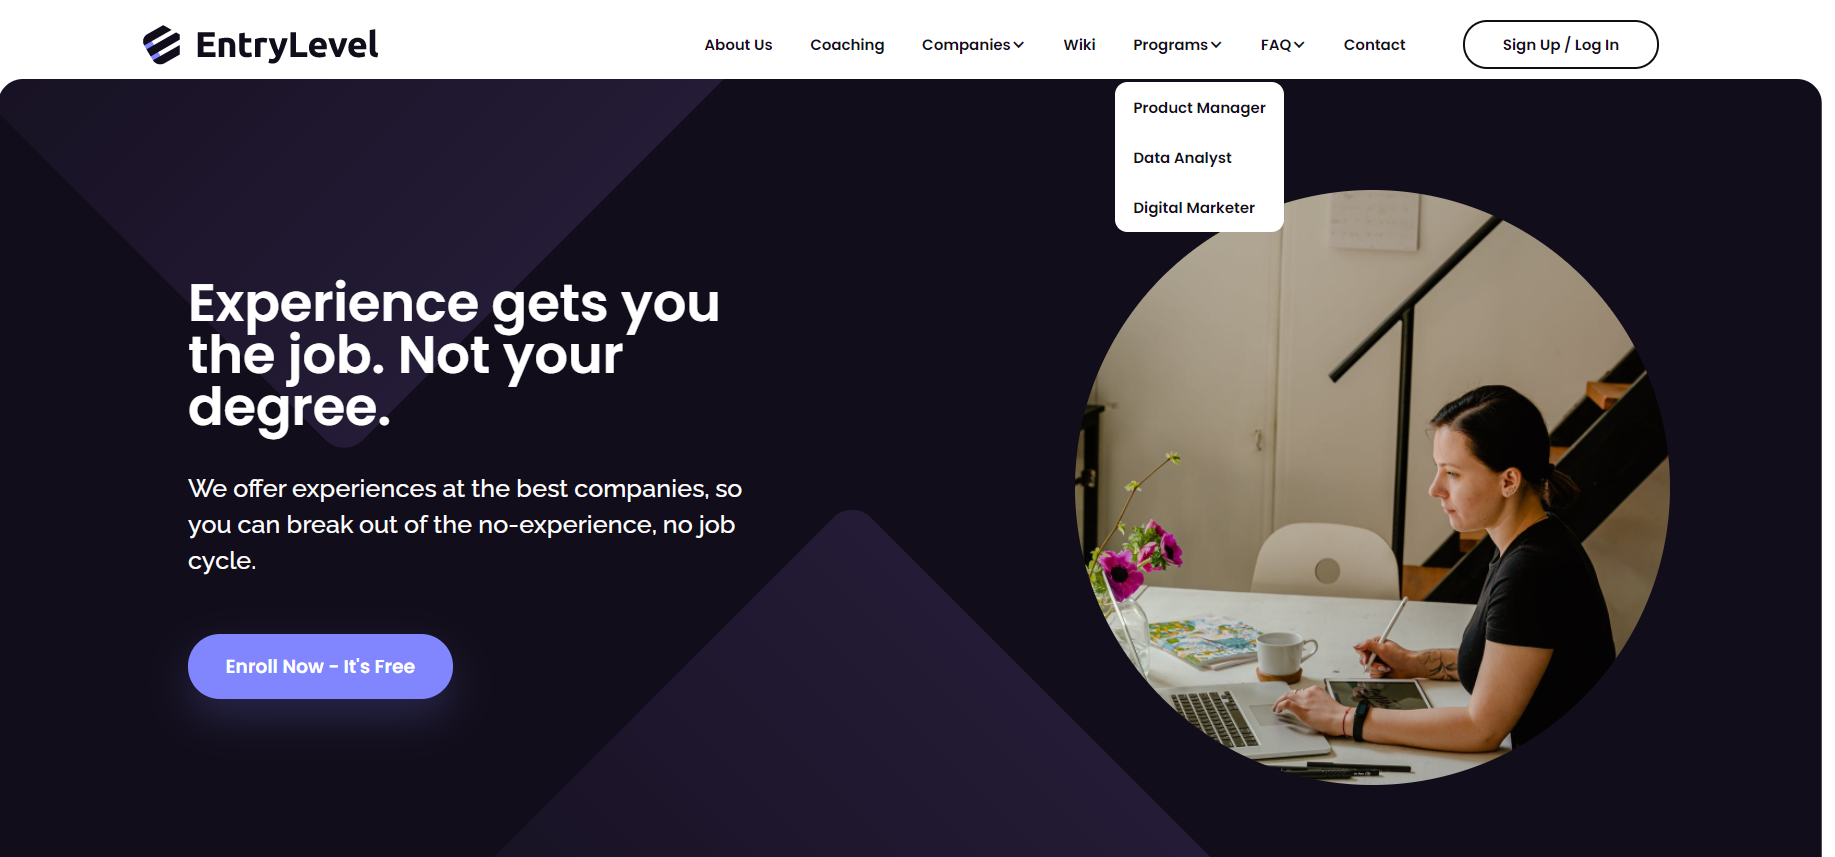 EntryLevel
About Us
Coaching
Companies
Wiki
Programs
FAQ
Contact
Sign Up / Log In
Product Manager
Data Analyst
Digital Marketer
Experience gets you
the job. Not your
degree.
We offer experiences at the best companies, so
you can break out of the no-experience, no job
cycle.
Enroll Now - It's Free